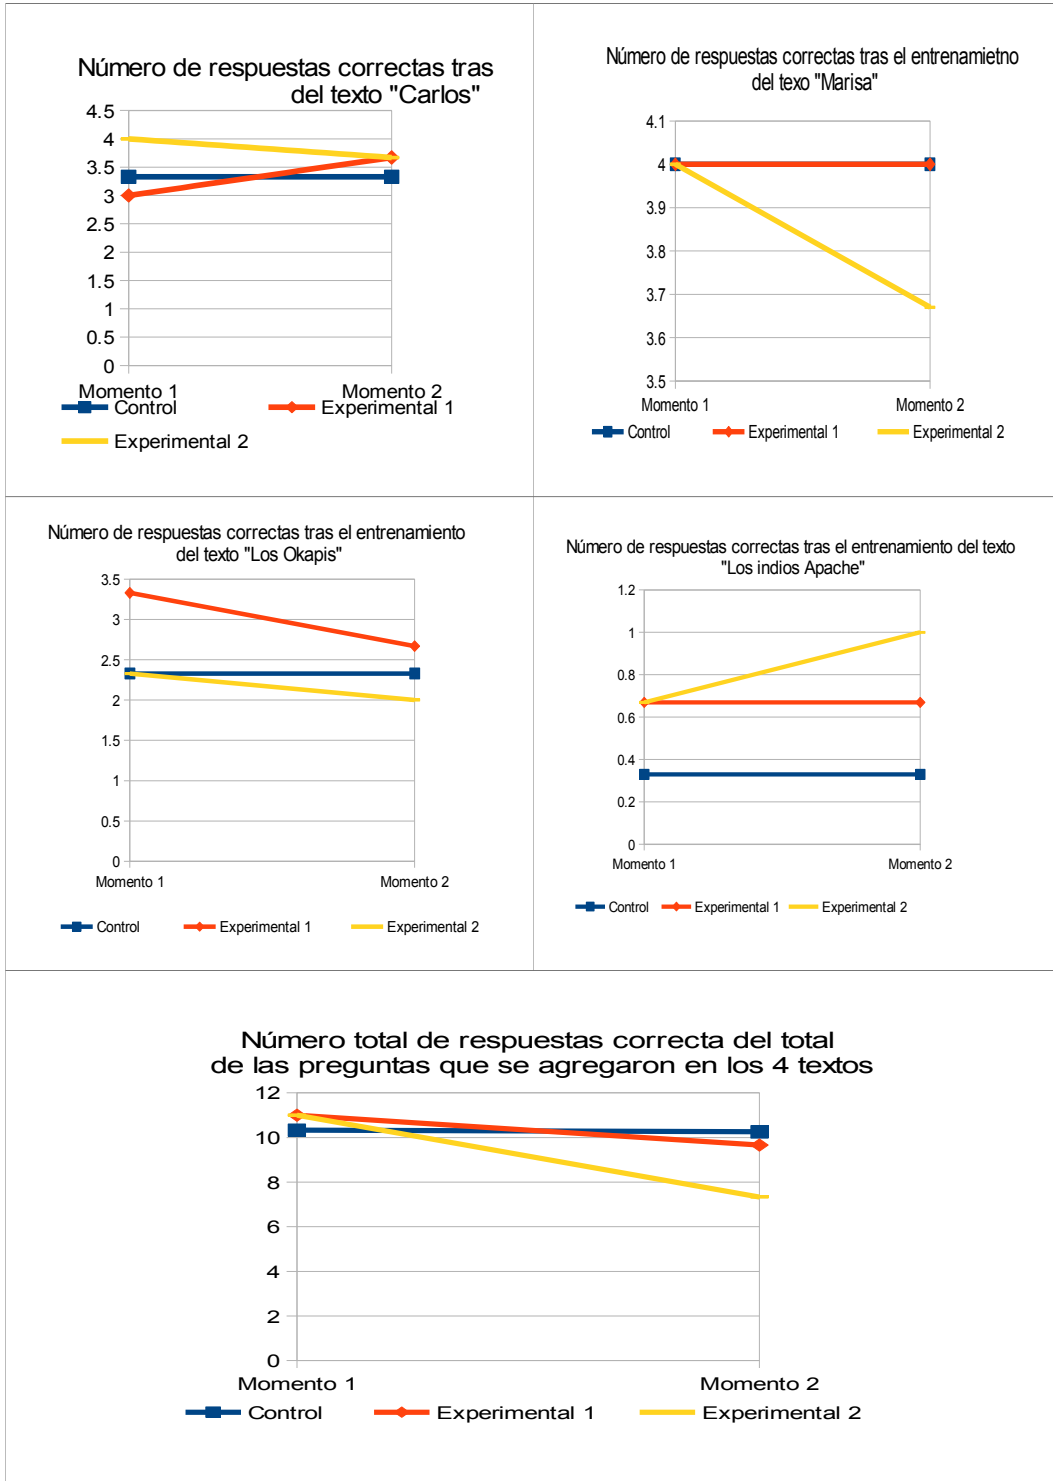 Número de respuestas correctas tras
del texto "Carlos"
4.5
4
3.5
3
2.5
2
1.5
1
0.5
0
Momento 1 Momento 2
Control Experimental 1
Experimental 2
Número de respuestas correctas tras el entrenamietno
del texo "Marisa"
4.1
4
3.9
3.8
3.7
3.6
3.5
Momento 1 Momento 2
Control Experimental 1 Experimental 2
Número de respuestas correctas tras el entrenamiento
del texto "Los Okapis"
3.5
3
2.5
2
1.5
1
0.5
0
Momento 1 Momento 2
Control Experimental 1 Experimental 2
Número de respuestas correctas tras el entrenamiento del texto
"Los indios Apache"
1.2
1
0.8
0.6
0.4
0.2
0
Momento 1 Momento 2
Control Experimental 1 Experimental 2
Número total de respuestas correcta del total
de las preguntas que se agregaron en los 4 textos
12
10
8
6
4
2
0
Momento 1 Momento 2
Control Experimental 1 Experimental 2